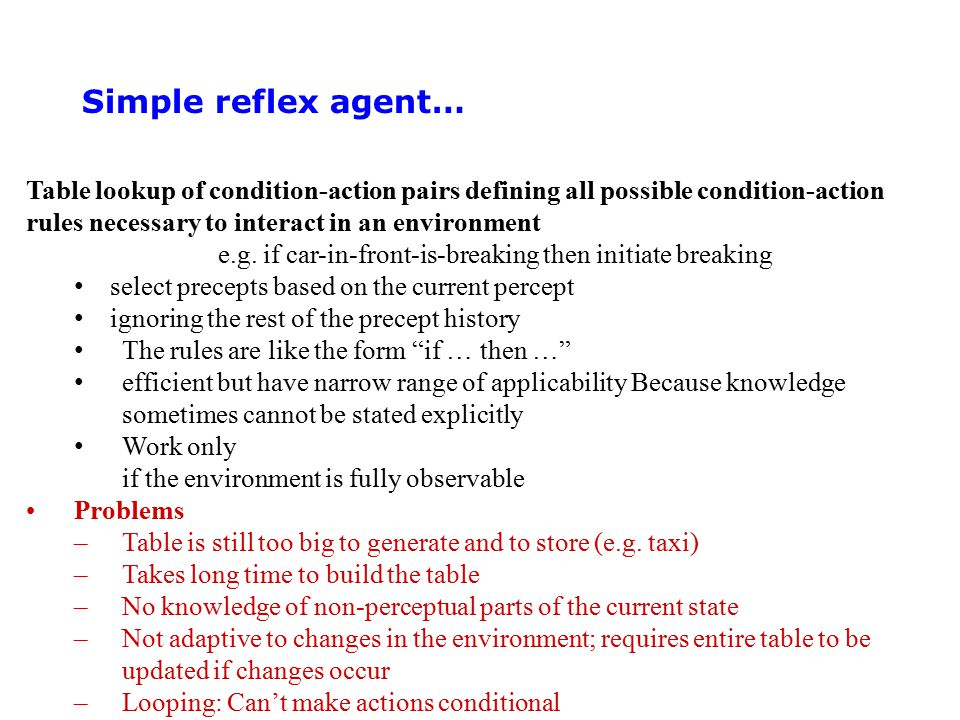 Simple reflex agent…
Table lookup of condition-action pairs defining all possible condition-action
rules necessary to interact in an environment
e.g. if car-in-front-is-breaking then initiate breaking
• select precepts based on the current percept
• ignoring the rest of the precept history
• The rules are like the form “if … then …”
• efficient but have narrow range of applicability Because knowledge
sometimes cannot be stated explicitly
• Work only
if the environment is fully observable
• Problems
– Table is still too big to generate and to store (e.g. taxi)
– Takes long time to build the table
– No knowledge of non-perceptual parts of the current state
– Not adaptive to changes in the environment; requires entire table to be
updated if changes occur
– Looping: Can’t make actions conditional